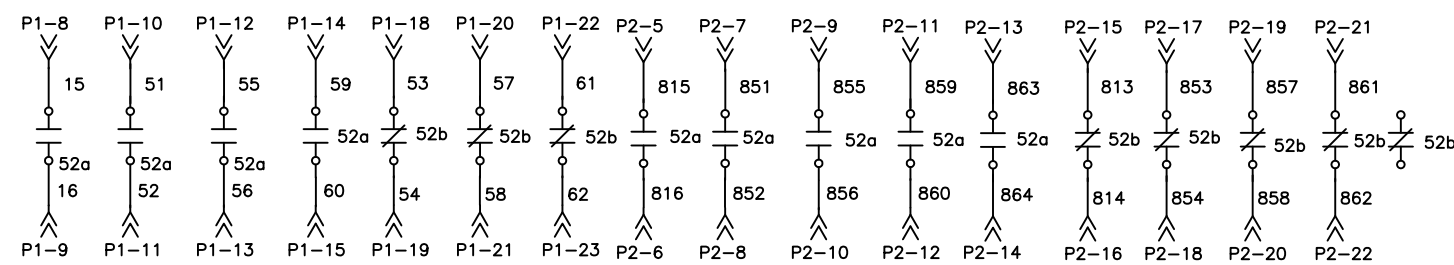 P1-8 P1-10 P1-12 P1-14 P1-18 P1-20 P1-22 P2-5 P2-7 P2-9 P2-11 P2-13 P2-15 P2-17 P2-19 P2-21
15 51 55 59 53 57 61 815 851 855 859 863 813 853 857 861
52a 52a 52a 52a 52b 52b 52b 52a 52a 52a 52a 52a 52b 52b 52b 52b 52b
16 52 56 60 54 58 62 816 852 856 860 864 814 854 858 862
P1-9 P1-11 P1-13 P1-15 P1-19 P1-21 P1-23 P2-6 P2-8 P2-10 P2-12 P2-14 P2-16 P2-18 P2-20 P2-22